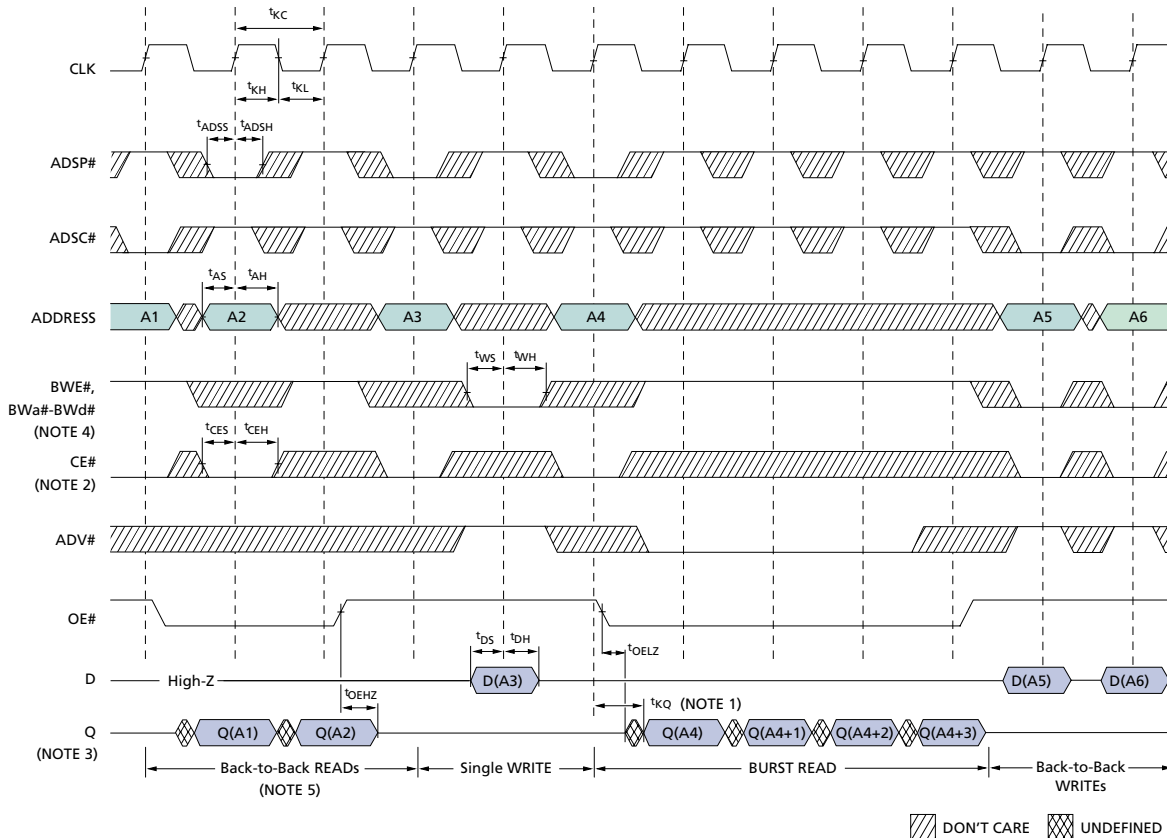 tKC
CLK
tKH
tKL
tADSS
tADSH
ADSP#
ADSC#
tAS
tAH
ADDRESS
A1
A2
A3
A4
A5
A6
tWS
tWH
BWE#,
BWa#-BWd#
(NOTE 4)
tCES
tCEH
CE#
(NOTE 2)
ADV#
OE#
tDS
tDH
tOELZ
D
High-Z
D(A3)
D(A5)
D(A6)
tOEHZ
tKQ (NOTE 1)
Q
(NOTE 3)
Q(A1)
Q(A2)
Q(A4)
Q(A4+1)
Q(A4+2)
Q(A4+3)
Back-to-Back READs
(NOTE 5)
Single WRITE
BURST READ
Back-to-Back
WRITEs
DON'T CARE
UNDEFINED